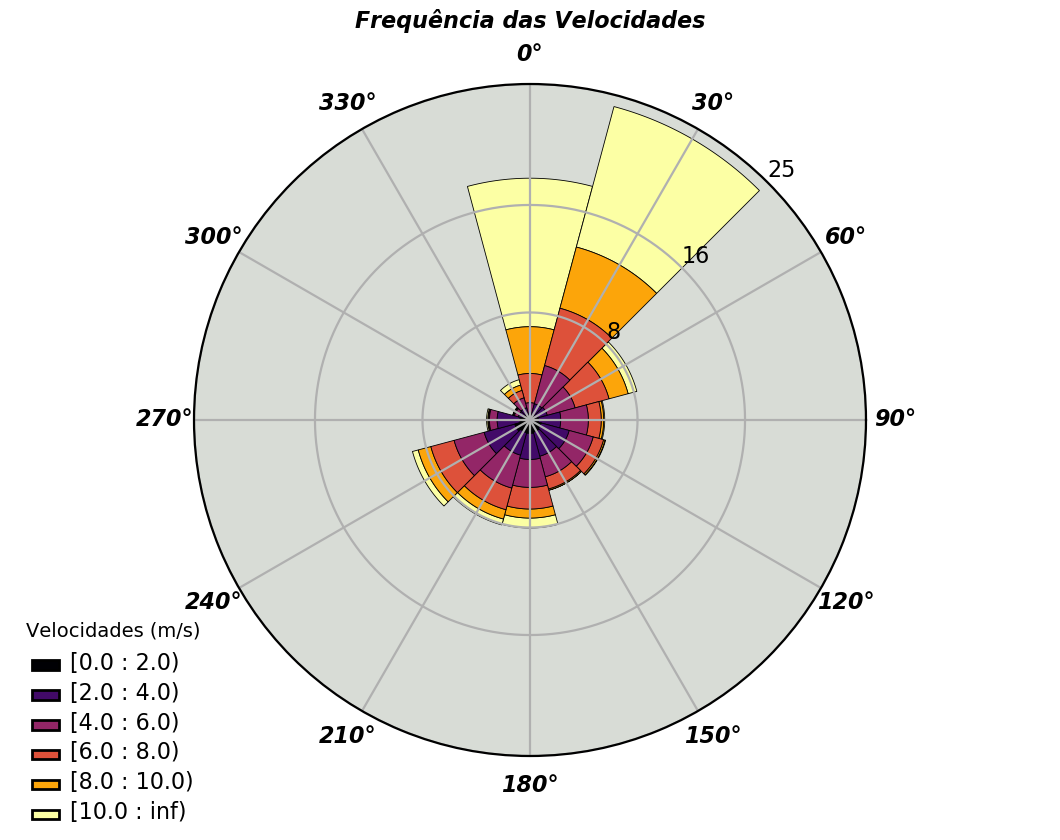 Frequência das Velocidades
0°
330°
30°
25
300°
60°
16
8
270°
90°
240°
120°
210°
150°
180°
Velocidades (m/s)
[0.0 : 2.0)
[2.0 : 4.0)
[4.0 : 6.0)
[6.0 : 8.0)
[8.0 : 10.0)
[10.0 : inf)